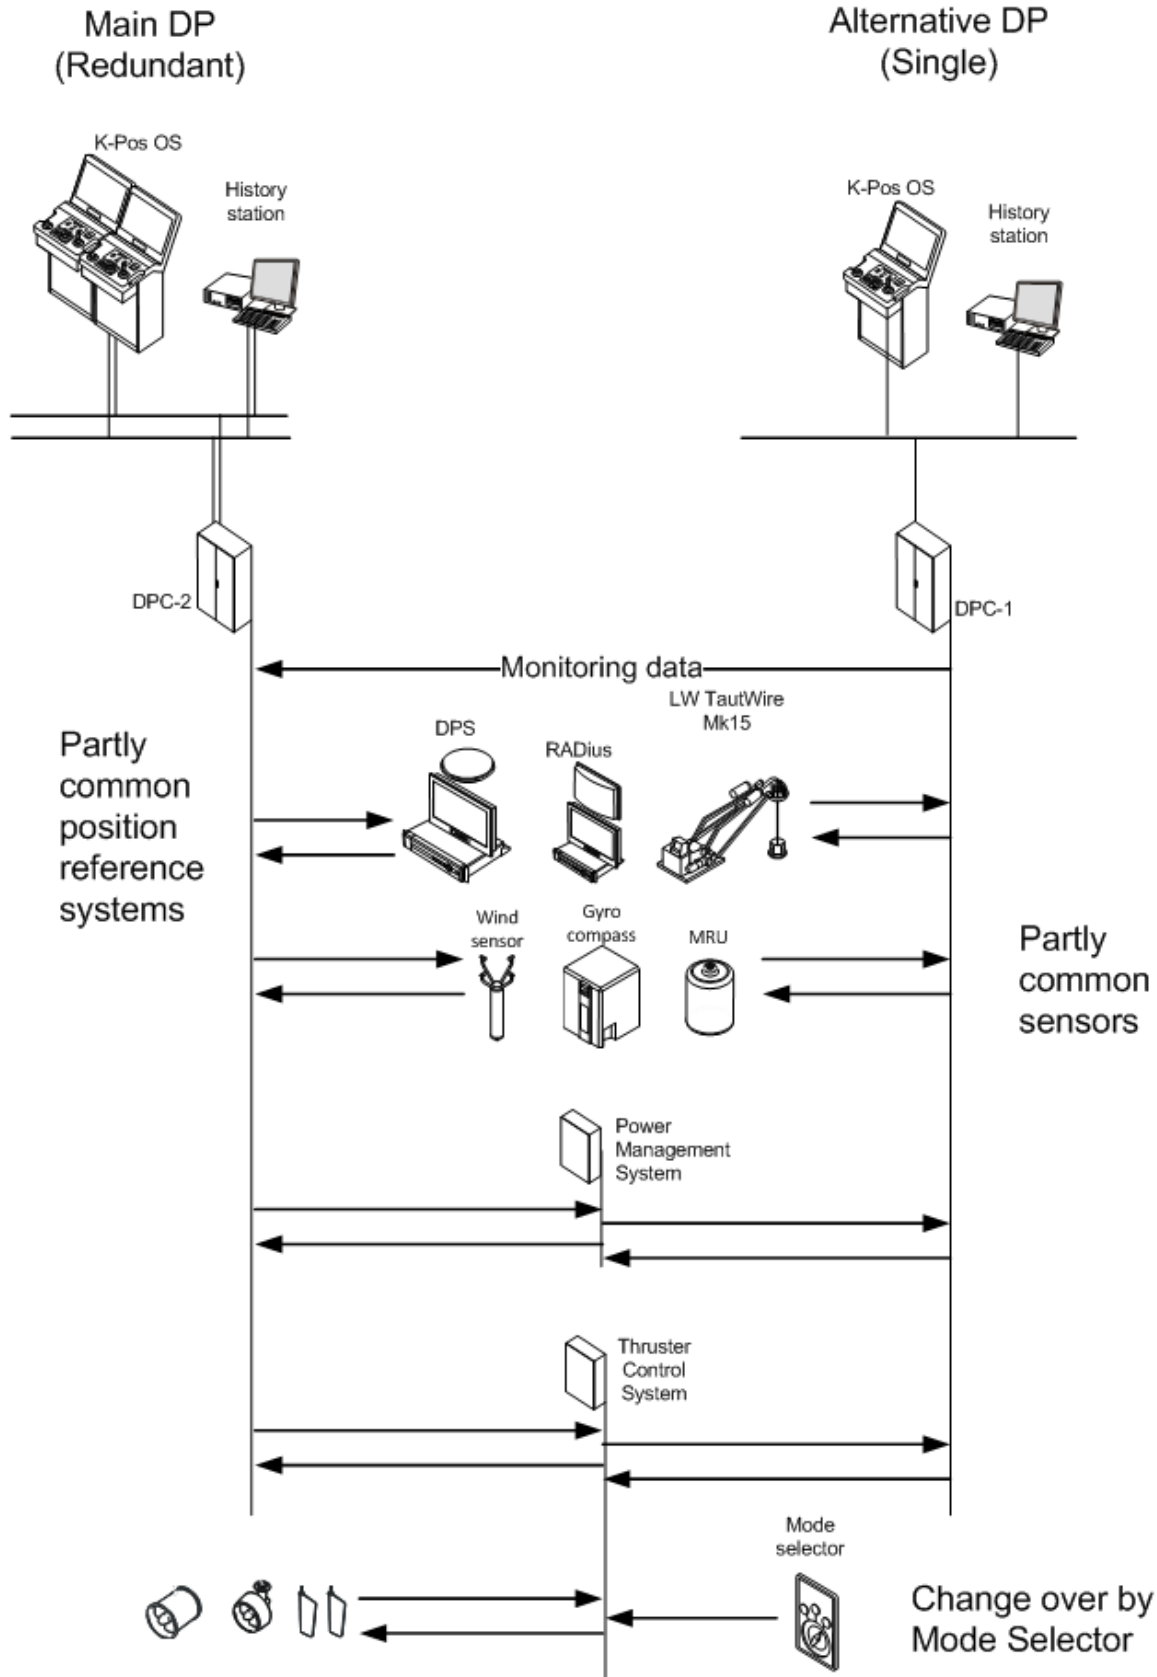 Main DP
(Redundant)
Alternative DP
(Single)
K-Pos OS
History
station
K-Pos OS
History
station
DPC-2
DPC-1
Monitoring data
LW TautWire
Mk15
DPS
RADius
Partly
common
position
reference
systems
Wind
sensor
Gyro
compass
MRU
Partly
common
sensors
Power
Management
System
Thruster
Control
System
Mode
selector
Change over by
Mode Selector